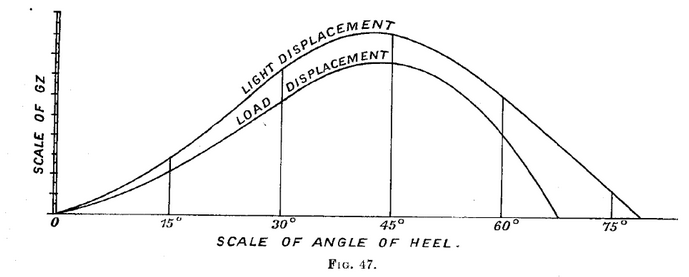 LIGHT DISPLACEMENT
LOAD DISPLACEMENT
SCALE OF GZ
0 15° 30° 45° 60° 75°
SCALE OF ANGLE OF HEEL.
FIG. 47.